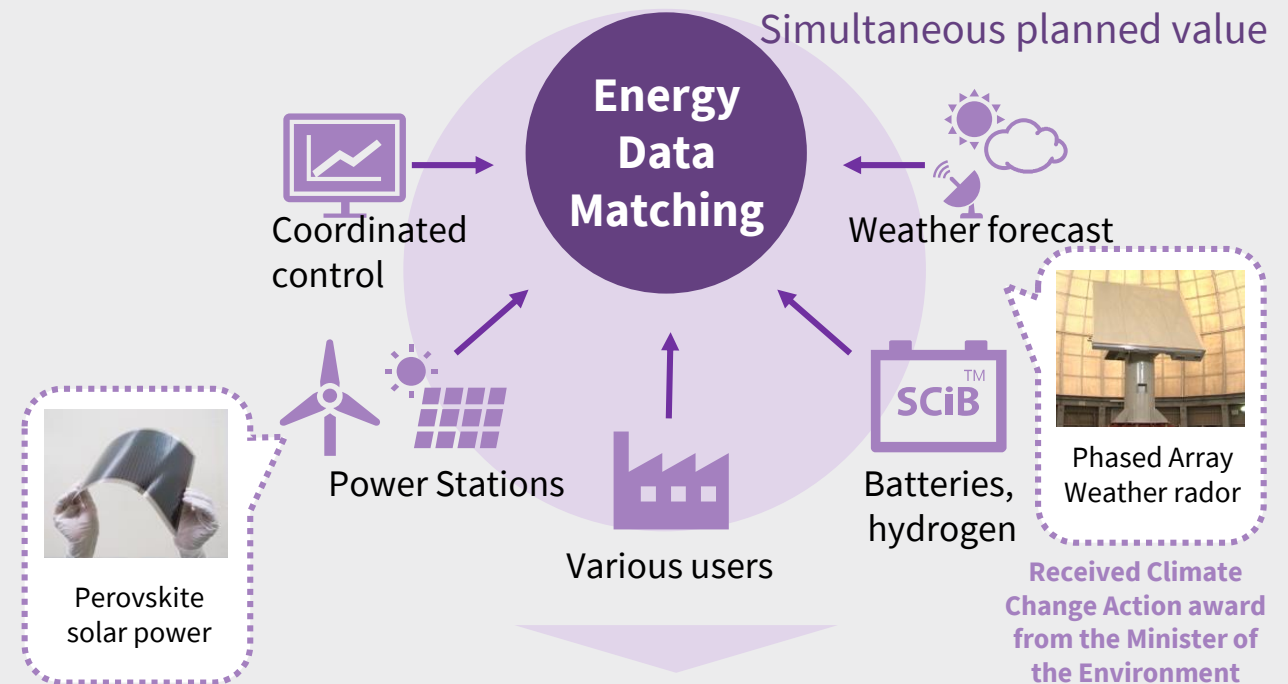 Simultaneous planned value
Energy
Data
Matching
Coordinated
control
Weather forecast
Power Stations
SCiB
TM
Various users
Batteries,
hydrogen
Perovskite
solar power
Phased Array
Weather rador
Received Climate
Change Action award
from the Minister of
the Environment